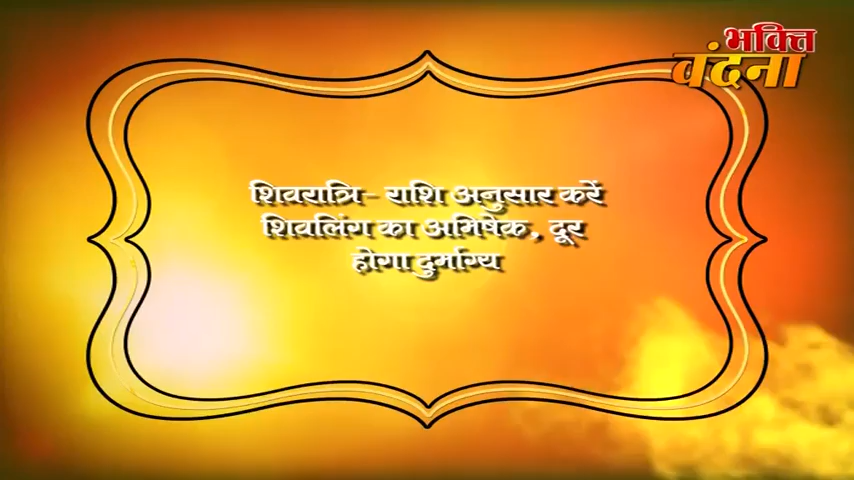 भक्ति
वंदना
शिवरात्रि - राशि अनुसार करें
शिवलिंग का अभिषेक, दूर
होगा दुर्भाग्य